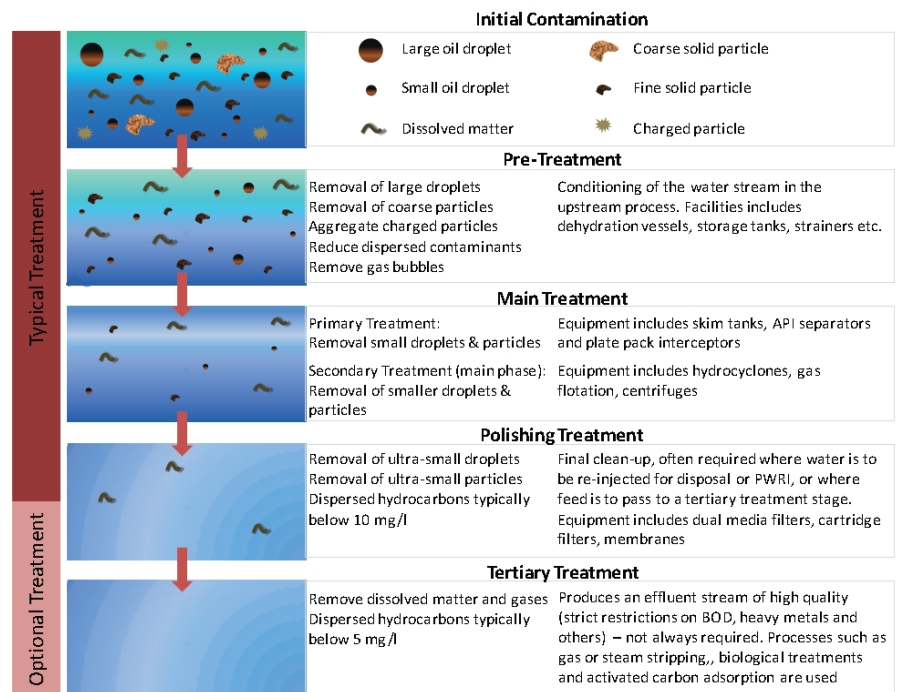 Initial Contamination
Large oil droplet
Coarse solid particle
Small oil droplet
Fine solid particle
Dissolved matter
Charged particle
Typical Treatment
Pre-Treatment
Removal of large droplets
Removal of coarse particles
Aggregate charged particles
Reduce dispersed contaminants
Remove gas bubbles
Conditioning of the water stream in the
upstream process. Facilities includes
dehydration vessels, storage tanks, strainers etc.
Main Treatment
Primary Treatment:
Removal small droplets & particles
Equipment includes skim tanks, API separators
and plate pack interceptors
Secondary Treatment (main phase):
Removal of smaller droplets &
particles
Equipment includes hydrocyclones, gas
flotation, centrifuges
Polishing Treatment
Removal of ultra-small droplets
Removal of ultra-small particles
Dispersed hydrocarbons typically
below 10 mg/l
Final clean-up, often required where water is to
be re-injected for disposal or PWRI, or where
feed is to pass to a tertiary treatment stage.
Equipment includes dual media filters, cartridge
filters, membranes
Optional Treatment
Tertiary Treatment
Remove dissolved matter and gases
Dispersed hydrocarbons typically
below 5 mg/l
Produces an effluent stream of high quality
(strict restrictions on BOD, heavy metals and
others) – not always required. Processes such as
gas or steam stripping,, biological treatments
and activated carbon adsorption are used